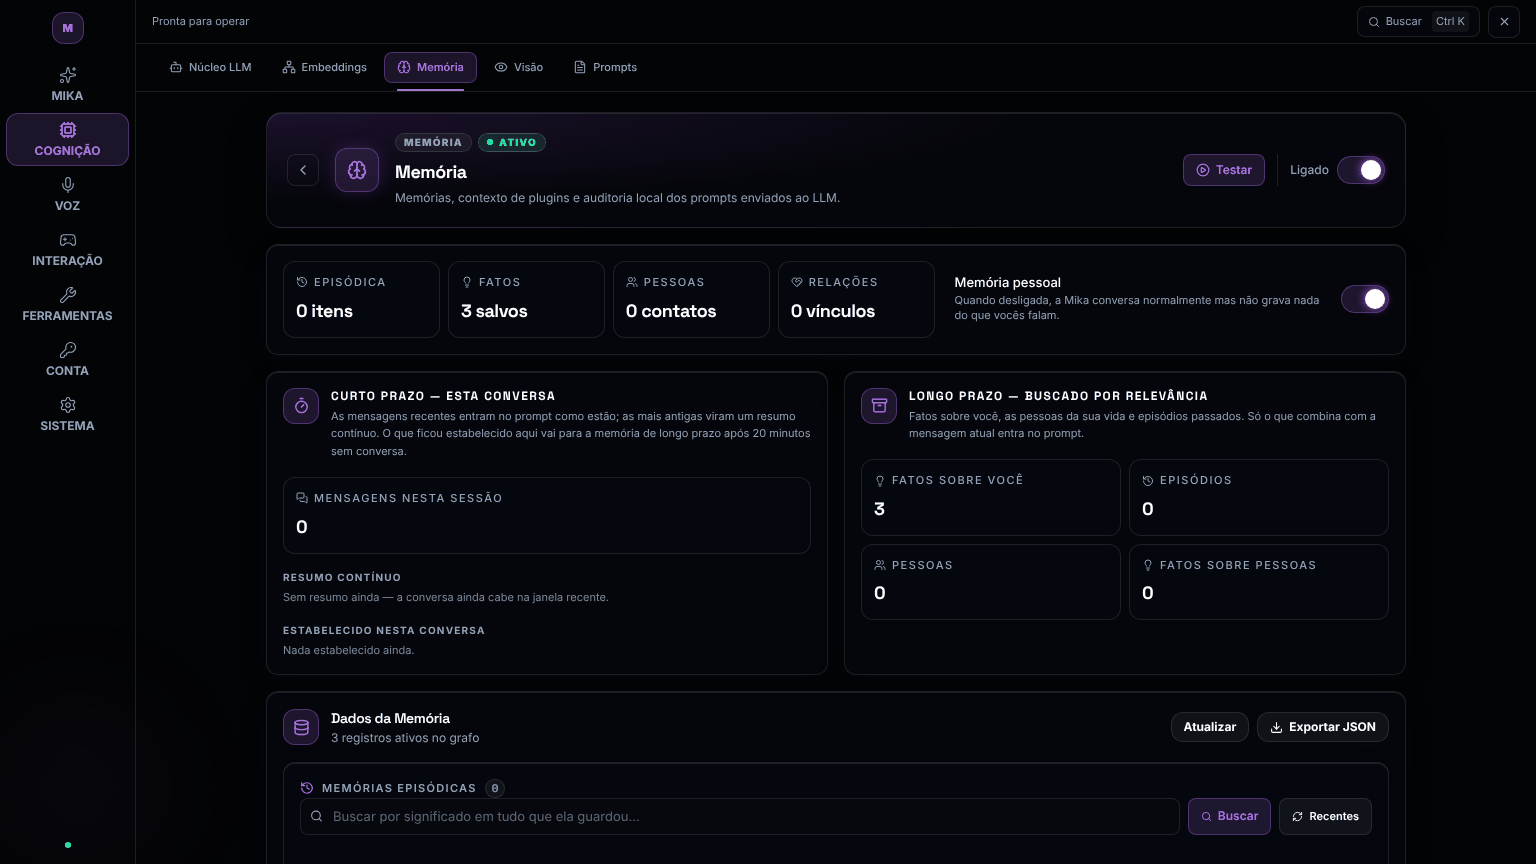 M
Pronta para operar
Buscar
Ctrl K
MIKA
COGNIÇÃO
VOZ
INTERAÇÃO
FERRAMENTAS
CONTA
SISTEMA
Núcleo LLM
Embeddings
Memória
Visão
Prompts
MEMÓRIA
ATIVO
Memória
Memórias, contexto de plugins e auditoria local dos prompts enviados ao LLM.
Testar
Ligado
EPISÓDICA
0 itens
FATOS
3 salvos
PESSOAS
0 contatos
RELAÇÕES
0 vínculos
Memória pessoal
Quando desligada, a Mika conversa normalmente mas não grava nada
do que vocês falam.
CURTO PRAZO — ESTA CONVERSA
As mensagens recentes entram no prompt como estão; as mais antigas viram um resumo
contínuo. O que ficou estabelecido aqui vai para a memória de longo prazo após 20 minutos
sem conversa.
MENSAGENS NESTA SESSÃO
0
RESUMO CONTÍNUO
Sem resumo ainda — a conversa ainda cabe na janela recente.
ESTABELECIDO NESTA CONVERSA
Nada estabelecido ainda.
LONGO PRAZO — BUSCADO POR RELEVÂNCIA
Fatos sobre você, as pessoas da sua vida e episódios passados. Só o que combina com a
mensagem atual entra no prompt.
FATOS SOBRE VOCÊ
3
EPISÓDIOS
0
PESSOAS
0
FATOS SOBRE PESSOAS
0
Dados da Memória
3 registros ativos no grafo
Atualizar
Exportar JSON
MEMÓRIAS EPISÓDICAS
0
Buscar por significado em tudo que ela guardou...
Buscar
Recentes